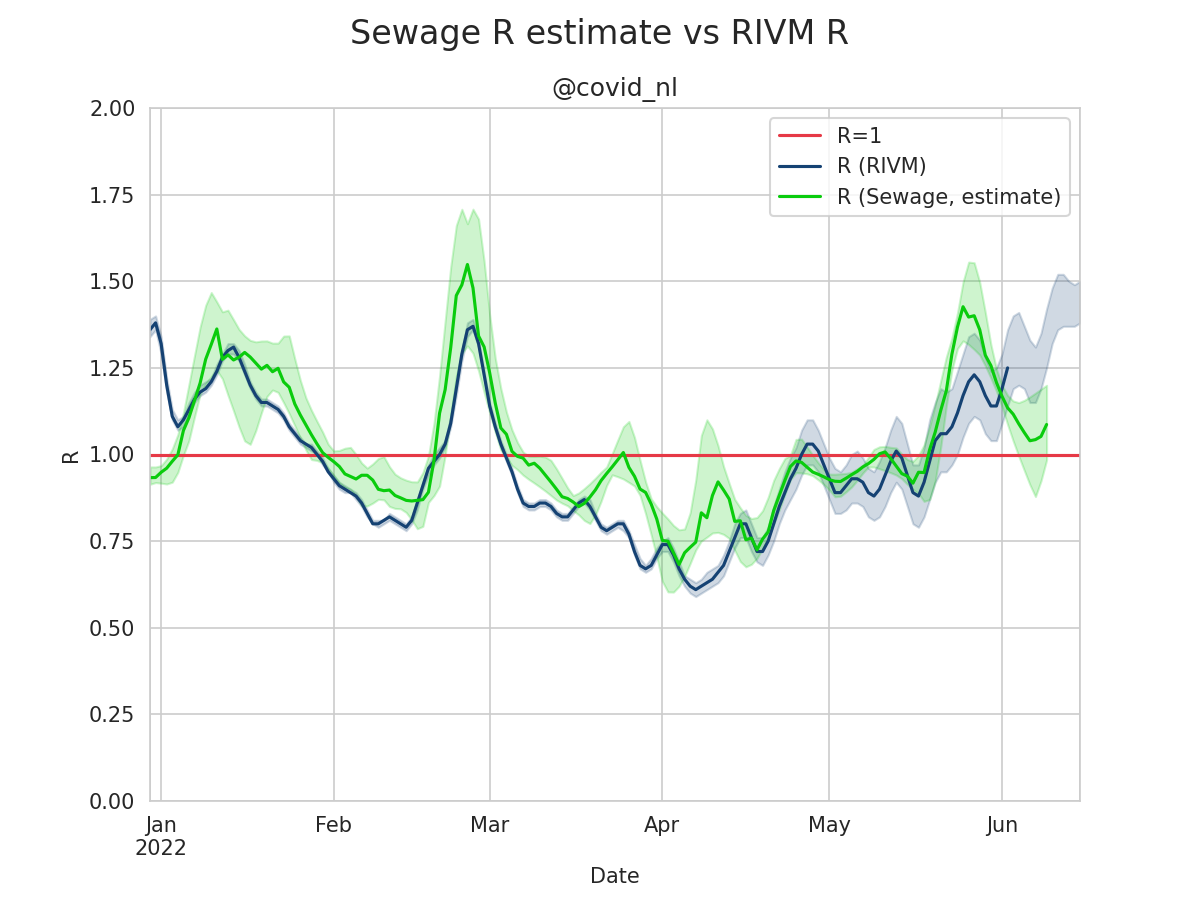 Sewage R estimate vs RIVM R
@covid_nl
R=1
R (RIVM)
R (Sewage, estimate)
2.00
1.75
1.50
1.25
1.00
0.75
0.50
0.25
0.00
R
Jan Feb Mar Apr May Jun
2022
Date